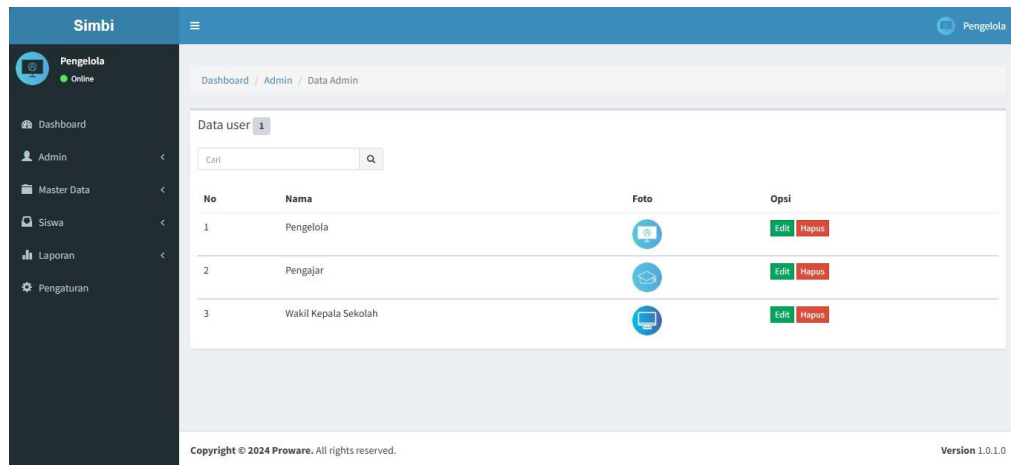 Simbi
Pengelola
Pengelola
Online
Dashboard
Admin
Master Data
Siswa
Laporan
Pengaturan
Dashboard / Admin / Data Admin
Data user 1
Cari
No Nama Foto Opsi
1 Pengelola Edit Hapus
2 Pengajar Edit Hapus
3 Wakil Kepala Sekolah Edit Hapus
Copyright © 2024 Proware. All rights reserved.
Version 1.0.1.0